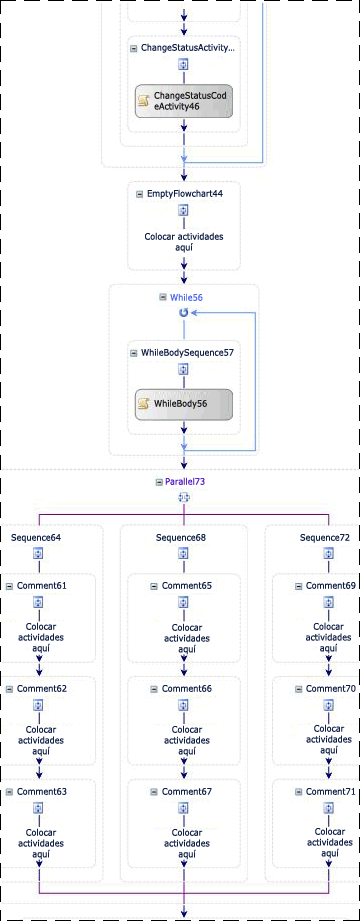 ChangeStatusActivity...
ChangeStatusCod
eActivity46
EmptyFlowchart44
Colocar actividades
aquí
While56
WhileBodySequence57
WhileBody56
Parallel73
Sequence64
Sequence68
Sequence72
Comment61
Comment65
Comment69
Colocar
actividades
aquí
Colocar
actividades
aquí
Colocar
actividades
aquí
Comment62
Comment66
Comment70
Colocar
actividades
aquí
Colocar
actividades
aquí
Colocar
actividades
aquí
Comment63
Comment67
Comment71
Colocar
actividades
aquí
Colocar
actividades
aquí
Colocar
actividades
aquí